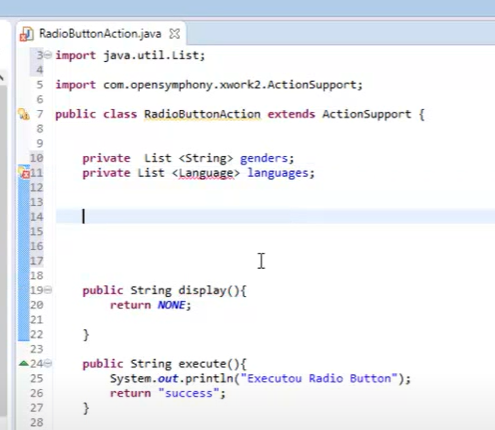 RadioButtonAction.java
3 import java.util.List;
4
5 import com.opensymphony.xwork2.ActionSupport;
6
7 public class RadioButtonAction extends ActionSupport {
8
9
10 private List <String> genders;
11 private List <Language> languages;
12
13
14
15
16
17
18
19 public String display(){
20 return NONE;
21
22 }
23
24 public String execute(){
25 System.out.println("Executou Radio Button");
26 return "success";
27 }
28